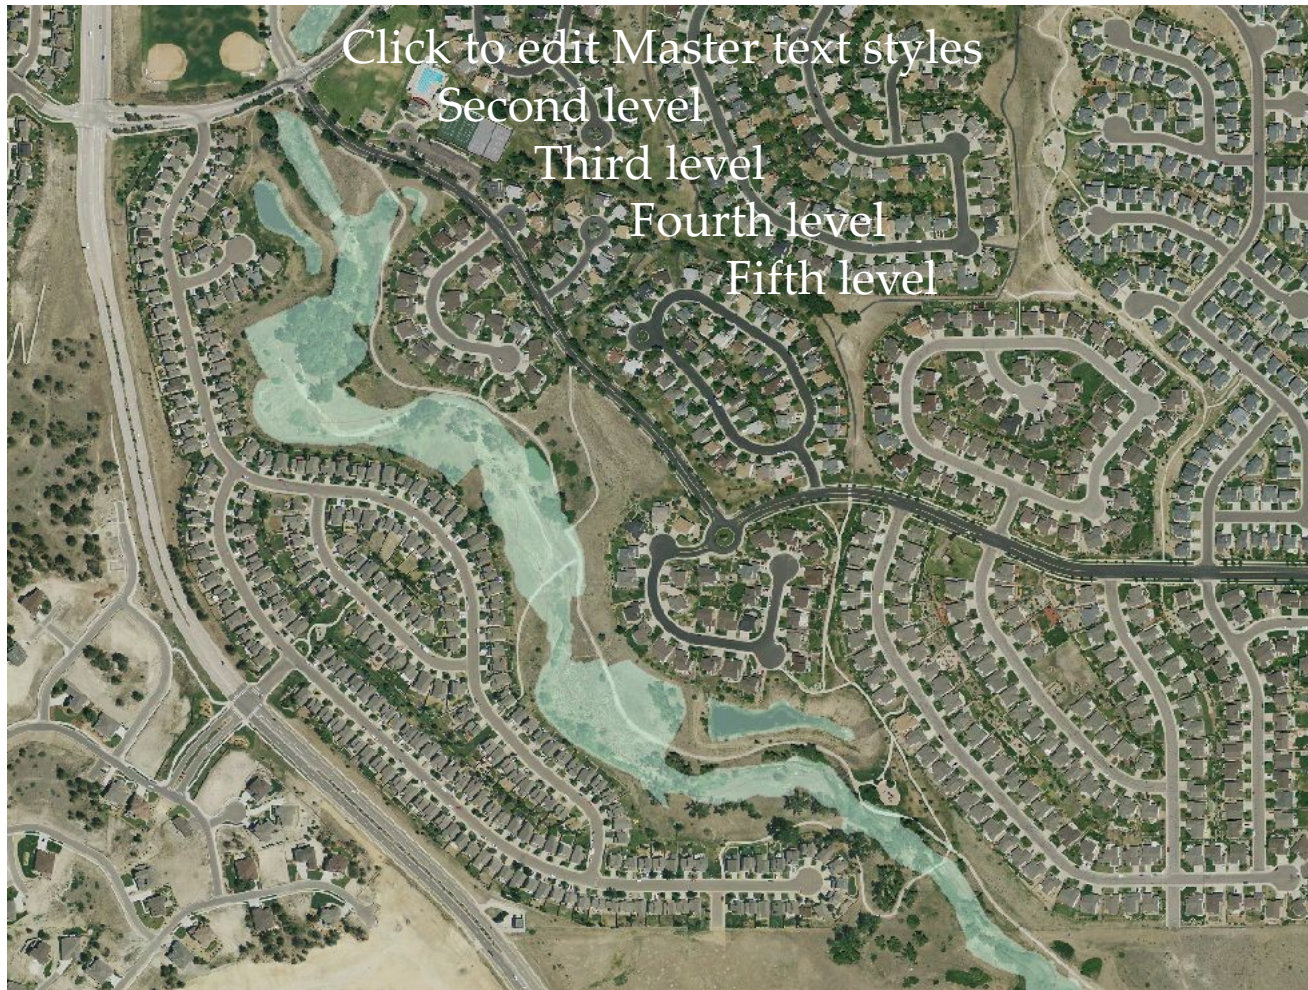 Click to edit Master text styles
Second level
Third level
Fourth level
Fifth level